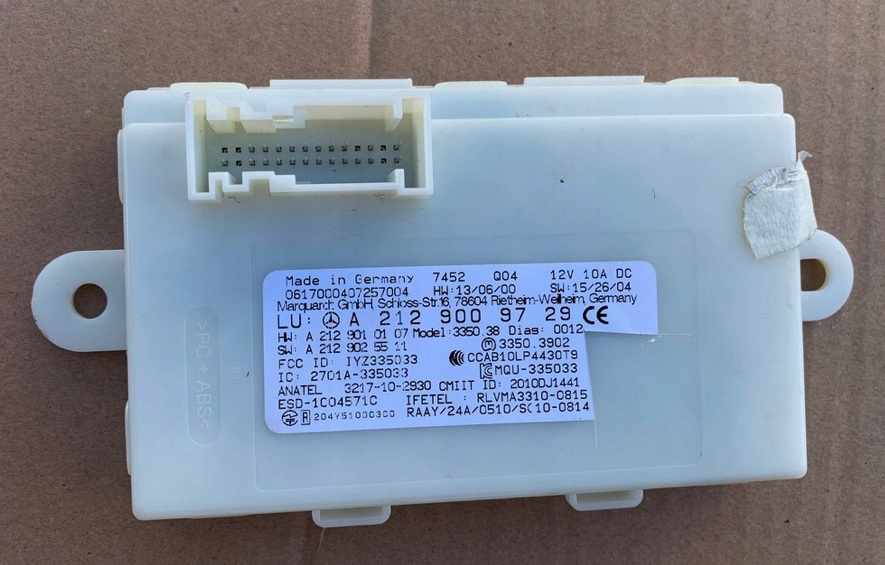 Made in Germany 7452 Q04 12V 10A DC
0617000407257004 HW:13/06/00 SW:15/26/04
Marquardt GmbH, Schloss-Str.16, 78604 Rietheim-Weilheim, Germany
LU: A 212 900 97 29 CE
HW: A 212 901 01 07 Model: 3350.38 Diag: 0012
SW: A 212 902 55 11 M 3350.3902
FCC ID: IYZ335033 CCAB10LP4430T9
IC: 2701A-335033 MQU-335033
ANATEL 3217-10-2930 CMIIT ID: 2010DJ1441
ESD-1C04571C IFETEL: RLVMA3310-0815
R 204Y51000300 RAAY/24A/0510/S(10-0814
>PC + ABS<